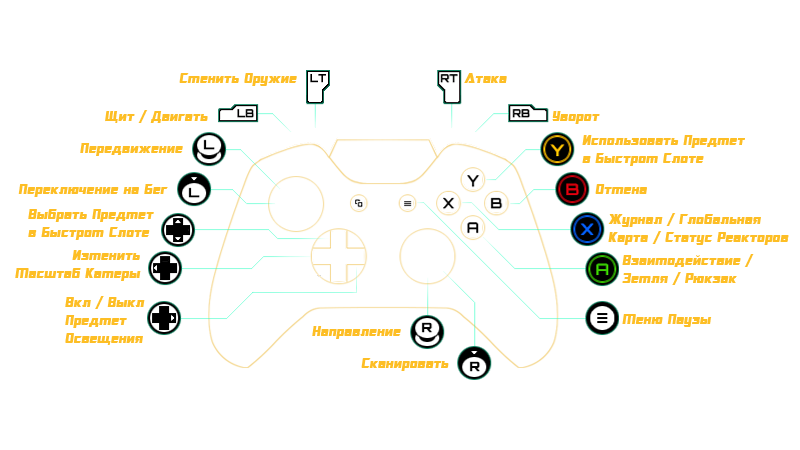 Сменить Оружие
LT
RT
Атака
Щит / Двигать
LB
RB
Уворот
Передвижение
L
Y
Использовать Предмет
в Быстром Слоте
Переключение на Бег
L
B
Отмена
Выбрать Предмет
в Быстром Слоте
X
Журнал / Глобальная
Карта / Статус Реакторов
Изменить
Масштаб Камеры
A
Взаимодействие /
Земля / Рюкзак
Вкл / Выкл
Предмет
Освещения
Меню Паузы
Направление
R
Сканировать
R
Y
X
B
A